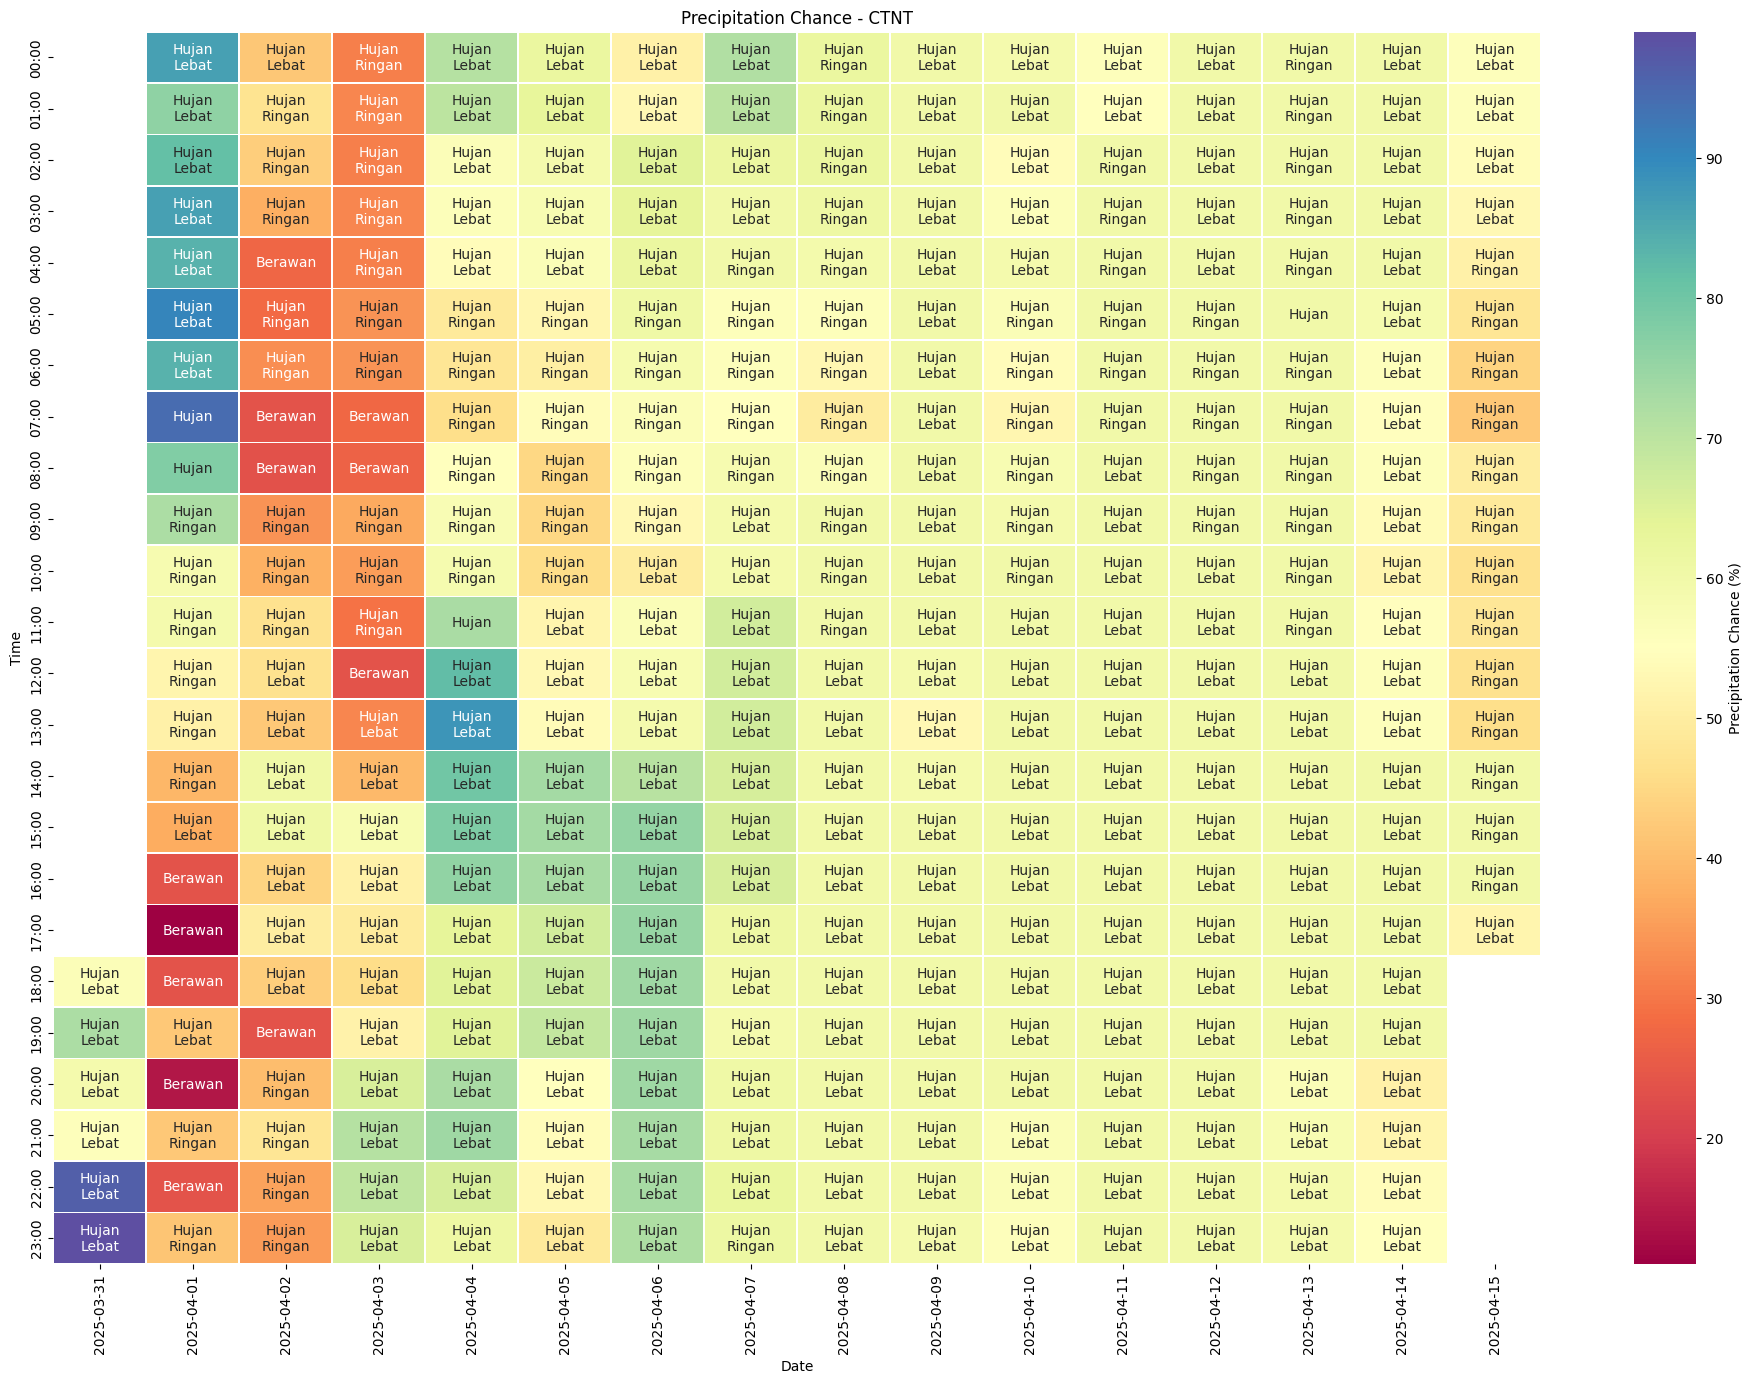 Precipitation Chance - CTNT
Hujan Hujan Hujan Hujan Hujan Hujan Hujan Hujan Hujan Hujan Hujan Hujan Hujan Hujan Hujan
00:00
Lebat Lebat Ringan Lebat Lebat Lebat Lebat Ringan Lebat Lebat Lebat Lebat Ringan Lebat Lebat
Hujan Hujan Hujan Hujan Hujan Hujan Hujan Hujan Hujan Hujan Hujan Hujan Hujan Hujan Hujan
01:00
Lebat Ringan Ringan Lebat Lebat Lebat Lebat Ringan Lebat Lebat Lebat Lebat Ringan Lebat Lebat
Hujan Hujan Hujan Hujan Hujan Hujan Hujan Hujan Hujan Hujan Hujan Hujan Hujan Hujan Hujan
02:00
Lebat Ringan Ringan Lebat Lebat Lebat Lebat Ringan Lebat Lebat Ringan Lebat Ringan Lebat Lebat
Hujan Hujan Hujan Hujan Hujan Hujan Hujan Hujan Hujan Hujan Hujan Hujan Hujan Hujan Hujan
03:00
Lebat Ringan Ringan Lebat Lebat Lebat Lebat Ringan Lebat Lebat Ringan Lebat Ringan Lebat Lebat
Hujan Hujan Hujan Hujan Hujan Hujan Hujan Hujan Hujan Hujan Hujan Hujan Hujan Hujan
04:00 Berawan
Lebat Ringan Lebat Lebat Lebat Ringan Ringan Lebat Lebat Ringan Lebat Ringan Lebat Ringan
Hujan Hujan Hujan Hujan Hujan Hujan Hujan Hujan Hujan Hujan Hujan Hujan Hujan Hujan
05:00 Hujan
Lebat Ringan Ringan Ringan Ringan Ringan Ringan Ringan Lebat Ringan Ringan Ringan Lebat Ringan
Hujan Hujan Hujan Hujan Hujan Hujan Hujan Hujan Hujan Hujan Hujan Hujan Hujan Hujan Hujan
06:00
Lebat Ringan Ringan Ringan Ringan Ringan Ringan Ringan Lebat Ringan Ringan Ringan Ringan Lebat Ringan
Hujan Hujan Hujan Hujan Hujan Hujan Hujan Hujan Hujan Hujan Hujan Hujan
07:00 Hujan Berawan Berawan
Ringan Ringan Ringan Ringan Ringan Lebat Ringan Ringan Ringan Ringan Lebat Ringan
Hujan Hujan Hujan Hujan Hujan Hujan Hujan Hujan Hujan Hujan Hujan Hujan
08:00 Hujan Berawan Berawan
Ringan Ringan Ringan Ringan Ringan Lebat Ringan Lebat Ringan Ringan Lebat Ringan
Hujan Hujan Hujan Hujan Hujan Hujan Hujan Hujan Hujan Hujan Hujan Hujan Hujan Hujan Hujan
09:00
Ringan Ringan Ringan Ringan Ringan Ringan Lebat Ringan Lebat Ringan Lebat Ringan Ringan Lebat Ringan
Hujan Hujan Hujan Hujan Hujan Hujan Hujan Hujan Hujan Hujan Hujan Hujan Hujan Hujan Hujan
10:00
Ringan Ringan Ringan Ringan Ringan Lebat Lebat Ringan Lebat Ringan Lebat Lebat Ringan Lebat Ringan
Hujan Hujan Hujan Hujan Hujan Hujan Hujan Hujan Hujan Hujan Hujan Hujan Hujan Hujan
11:00 Hujan
Ringan Ringan Ringan Lebat Lebat Lebat Ringan Lebat Lebat Lebat Lebat Ringan Lebat Ringan
Hujan Hujan Hujan Hujan Hujan Hujan Hujan Hujan Hujan Hujan Hujan Hujan Hujan Hujan
12:00 Berawan
Ringan Lebat Lebat Lebat Lebat Lebat Lebat Lebat Lebat Lebat Lebat Lebat Lebat Ringan
Hujan Hujan Hujan Hujan Hujan Hujan Hujan Hujan Hujan Hujan Hujan Hujan Hujan Hujan Hujan
13:00
Ringan Lebat Lebat Lebat Lebat Lebat Lebat Lebat Lebat Lebat Lebat Lebat Lebat Lebat Ringan
Hujan Hujan Hujan Hujan Hujan Hujan Hujan Hujan Hujan Hujan Hujan Hujan Hujan Hujan Hujan
14:00
Ringan Lebat Lebat Lebat Lebat Lebat Lebat Lebat Lebat Lebat Lebat Lebat Lebat Lebat Ringan
Hujan Hujan Hujan Hujan Hujan Hujan Hujan Hujan Hujan Hujan Hujan Hujan Hujan Hujan Hujan
15:00
Lebat Lebat Lebat Lebat Lebat Lebat Lebat Lebat Lebat Lebat Lebat Lebat Lebat Lebat Ringan
Hujan Hujan Hujan Hujan Hujan Hujan Hujan Hujan Hujan Hujan Hujan Hujan Hujan Hujan
16:00 Berawan
Lebat Lebat Lebat Lebat Lebat Lebat Lebat Lebat Lebat Lebat Lebat Lebat Lebat Ringan
Hujan Hujan Hujan Hujan Hujan Hujan Hujan Hujan Hujan Hujan Hujan Hujan Hujan Hujan
17:00 Berawan
Lebat Lebat Lebat Lebat Lebat Lebat Lebat Lebat Lebat Lebat Lebat Lebat Lebat Lebat
Hujan Hujan Hujan Hujan Hujan Hujan Hujan Hujan Hujan Hujan Hujan Hujan Hujan Hujan
18:00 Berawan
Lebat Lebat Lebat Lebat Lebat Lebat Lebat Lebat Lebat Lebat Lebat Lebat Lebat Lebat
Hujan Hujan Hujan Hujan Hujan Hujan Hujan Hujan Hujan Hujan Hujan Hujan Hujan Hujan
19:00 Berawan
Lebat Lebat Lebat Lebat Lebat Lebat Lebat Lebat Lebat Lebat Lebat Lebat Lebat Lebat
Hujan Hujan Hujan Hujan Hujan Hujan Hujan Hujan Hujan Hujan Hujan Hujan Hujan Hujan
20:00 Berawan
Lebat Ringan Lebat Lebat Lebat Lebat Lebat Lebat Lebat Lebat Lebat Lebat Lebat Lebat
Hujan Hujan Hujan Hujan Hujan Hujan Hujan Hujan Hujan Hujan Hujan Hujan Hujan Hujan Hujan
21:00
Lebat Ringan Ringan Lebat Lebat Lebat Lebat Lebat Lebat Lebat Lebat Lebat Lebat Lebat Lebat
Hujan Hujan Hujan Hujan Hujan Hujan Hujan Hujan Hujan Hujan Hujan Hujan Hujan Hujan
22:00 Berawan
Lebat Ringan Lebat Lebat Lebat Lebat Lebat Lebat Lebat Lebat Lebat Lebat Lebat Lebat
Hujan Hujan Hujan Hujan Hujan Hujan Hujan Hujan Hujan Hujan Hujan Hujan Hujan Hujan Hujan
23:00
Lebat Ringan Ringan Lebat Lebat Lebat Lebat Ringan Lebat Lebat Lebat Lebat Lebat Lebat Lebat
Time
2025-03-31
2025-04-01
2025-04-02
2025-04-03
2025-04-04
2025-04-05
2025-04-06
2025-04-07
2025-04-08
2025-04-09
2025-04-10
2025-04-11
2025-04-12
2025-04-13
2025-04-14
2025-04-15
Date
90
80
70
60
50
40
30
20
Precipitation Chance (%)